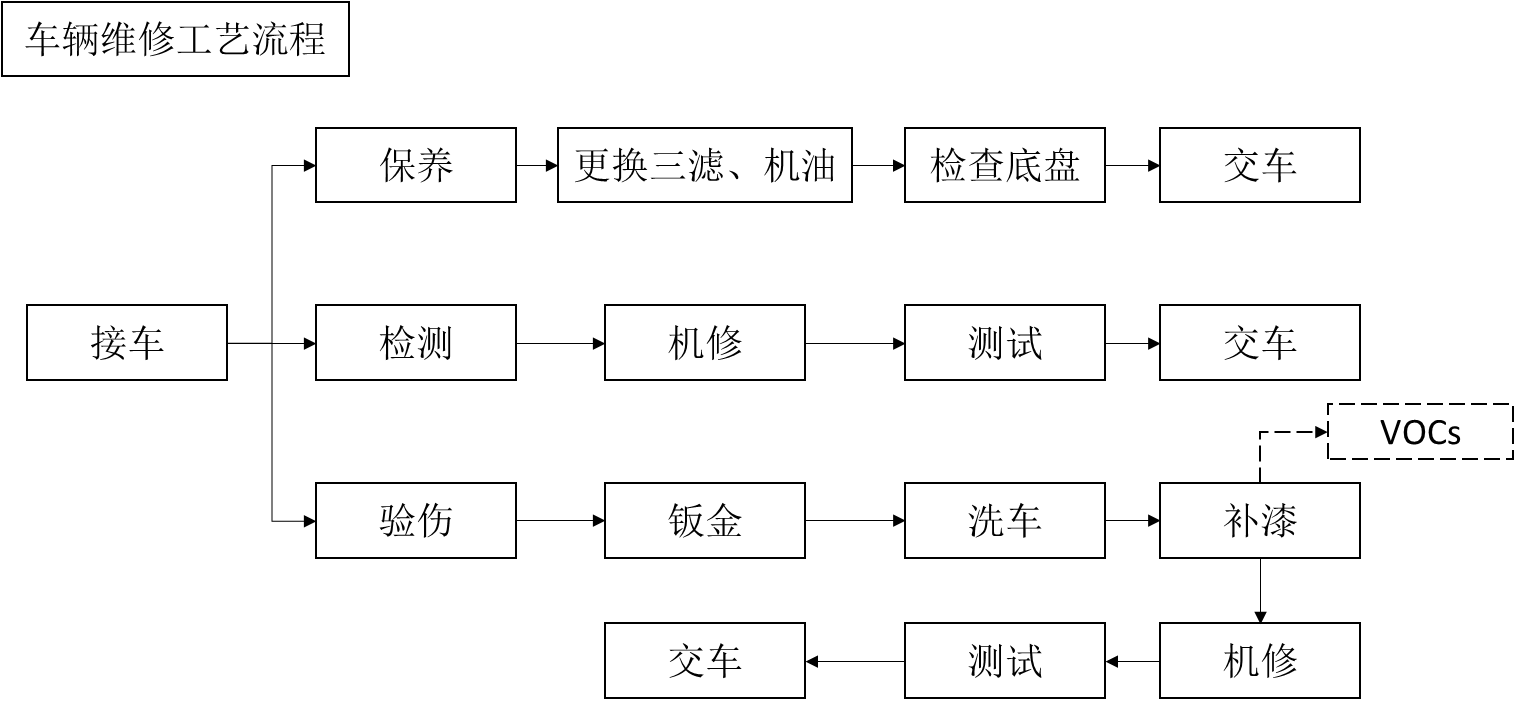 车辆维修工艺流程
保养
更换三滤、机油
检查底盘
交车
接车
检测
机修
测试
交车
VOCs
验伤
钣金
洗车
补漆
交车
测试
机修